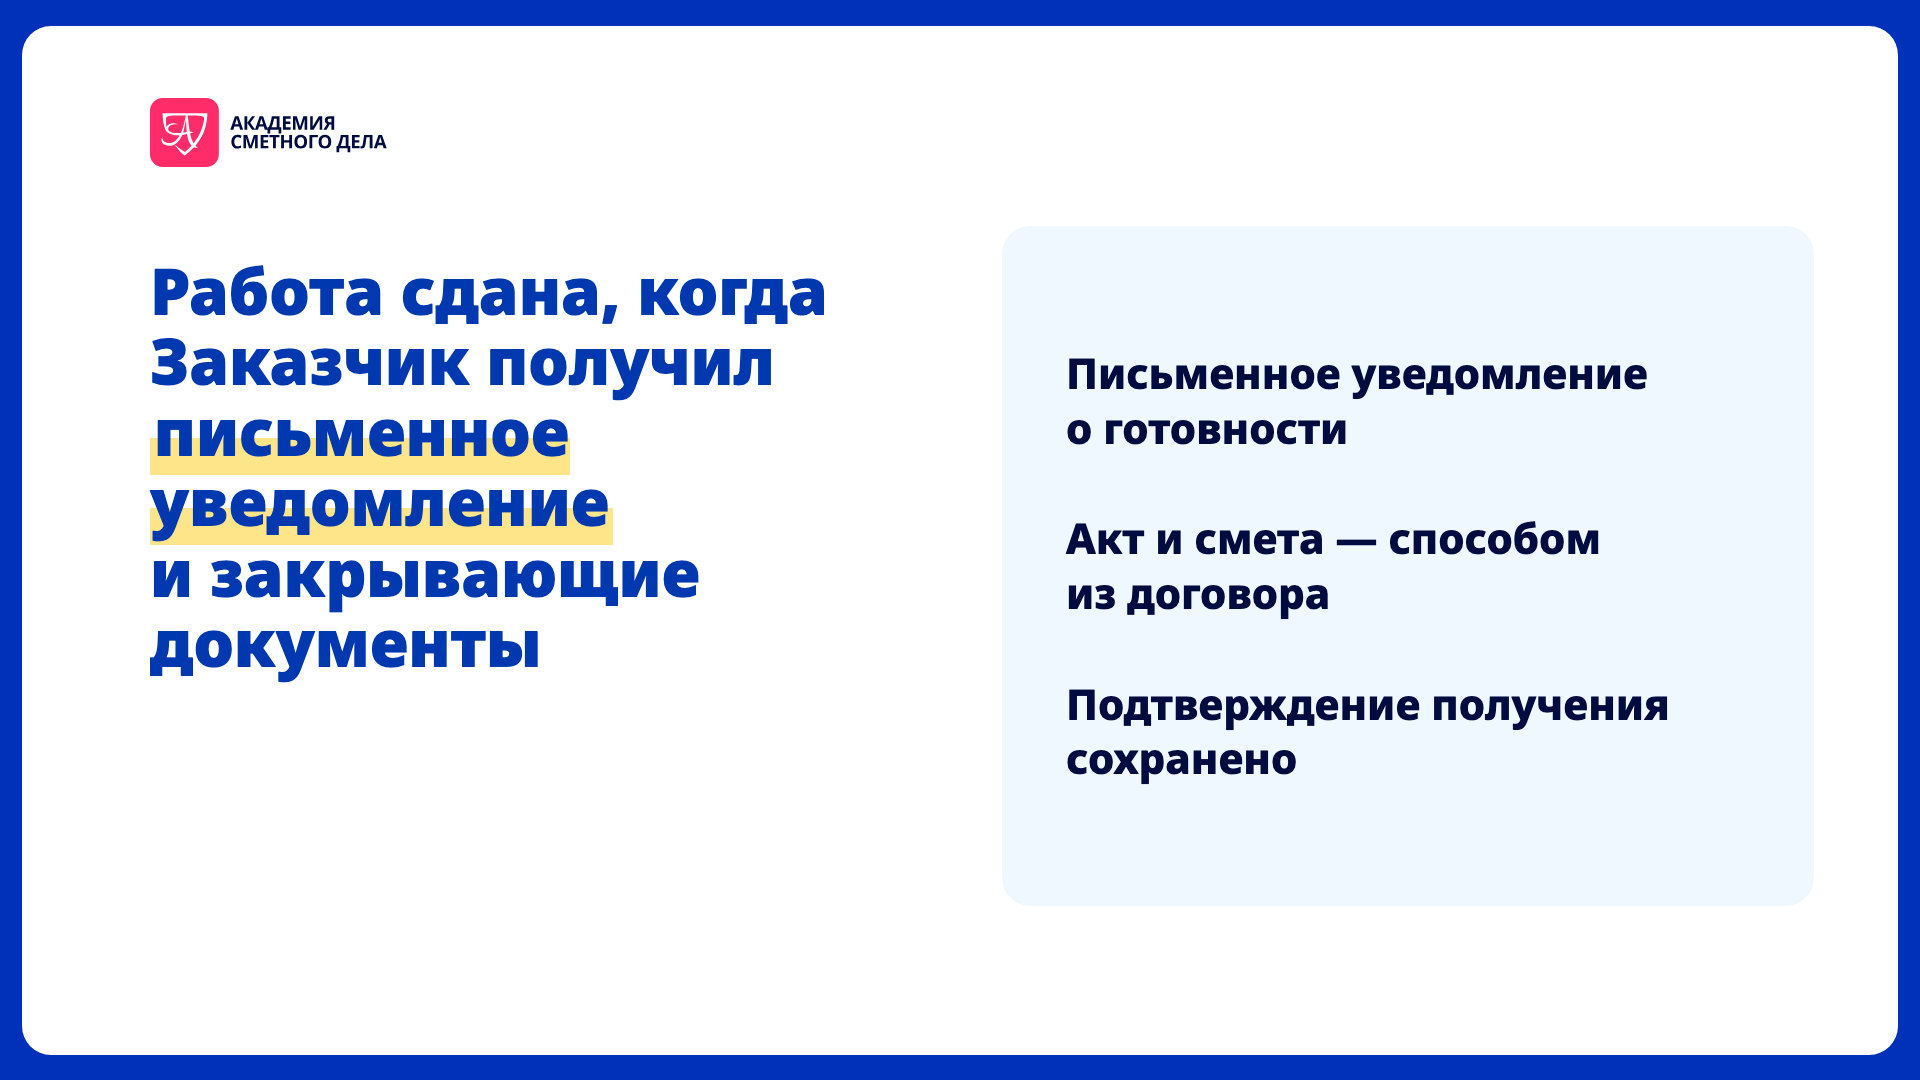 АКАДЕМИЯ
СМЕТНОГО ДЕЛА
Работа сдана, когда
Заказчик получил
письменное
уведомление
и закрывающие
документы
Письменное уведомление
о готовности
Акт и смета — способом
из договора
Подтверждение получения
сохранено